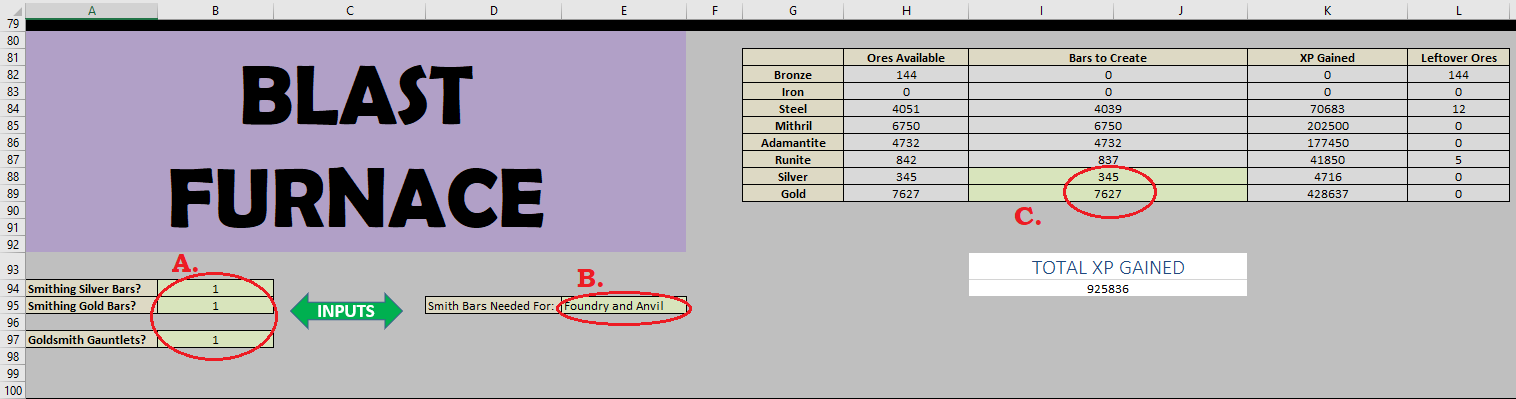 A B C D E F G H I J K L
79
80
81 Ores Available Bars to Create XP Gained Leftover Ores
82 Bronze 144 0 0 144
83 Iron 0 0 0 0
84 BLAST Steel 4051 4039 70683 12
85 Mithril 6750 6750 202500 0
86 Adamantite 4732 4732 177450 0
87 Runite 842 837 41850 5
88 Silver 345 345 4716 0
89 FURNACE Gold 7627 7627 428637 0
90 C.
91
92
93 A. B. TOTAL XP GAINED
94 Smithing Silver Bars? 1 925836
95 Smithing Gold Bars? 1 INPUTS Smith Bars Needed For: Foundry and Anvil
96
97 Goldsmith Gauntlets? 1
98
99
100